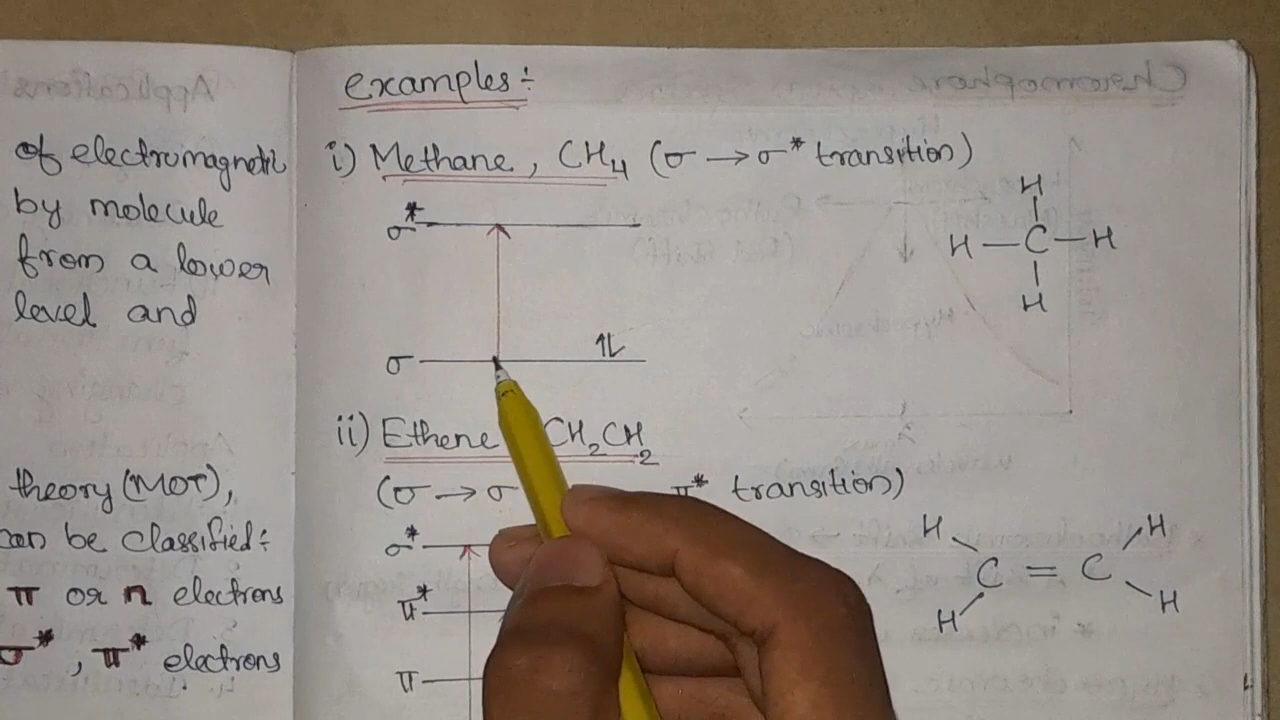 of electromagnetic
by molecule
from a lower
level and
theory (MOT),
can be classified:
π or n electrons
σ*, π* electrons
examples:
i) Methane, CH4 (σ → σ* transition)
σ*
σ
H
H — C — H
H
ii) Ethene CH2CH2
(σ → σ π* transition)
σ*
π*
π
H H
C = C
H H